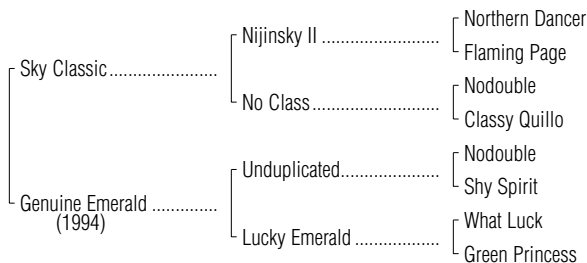 Northern Dancer
Nijinsky II ........................
Flaming Page
Sky Classic ......................
Nodouble
No Class ..........................
Classy Quillo
Nodouble
Unduplicated ....................
Shy Spirit
Genuine Emerald .............
(1994)
What Luck
Lucky Emerald .................
Green Princess